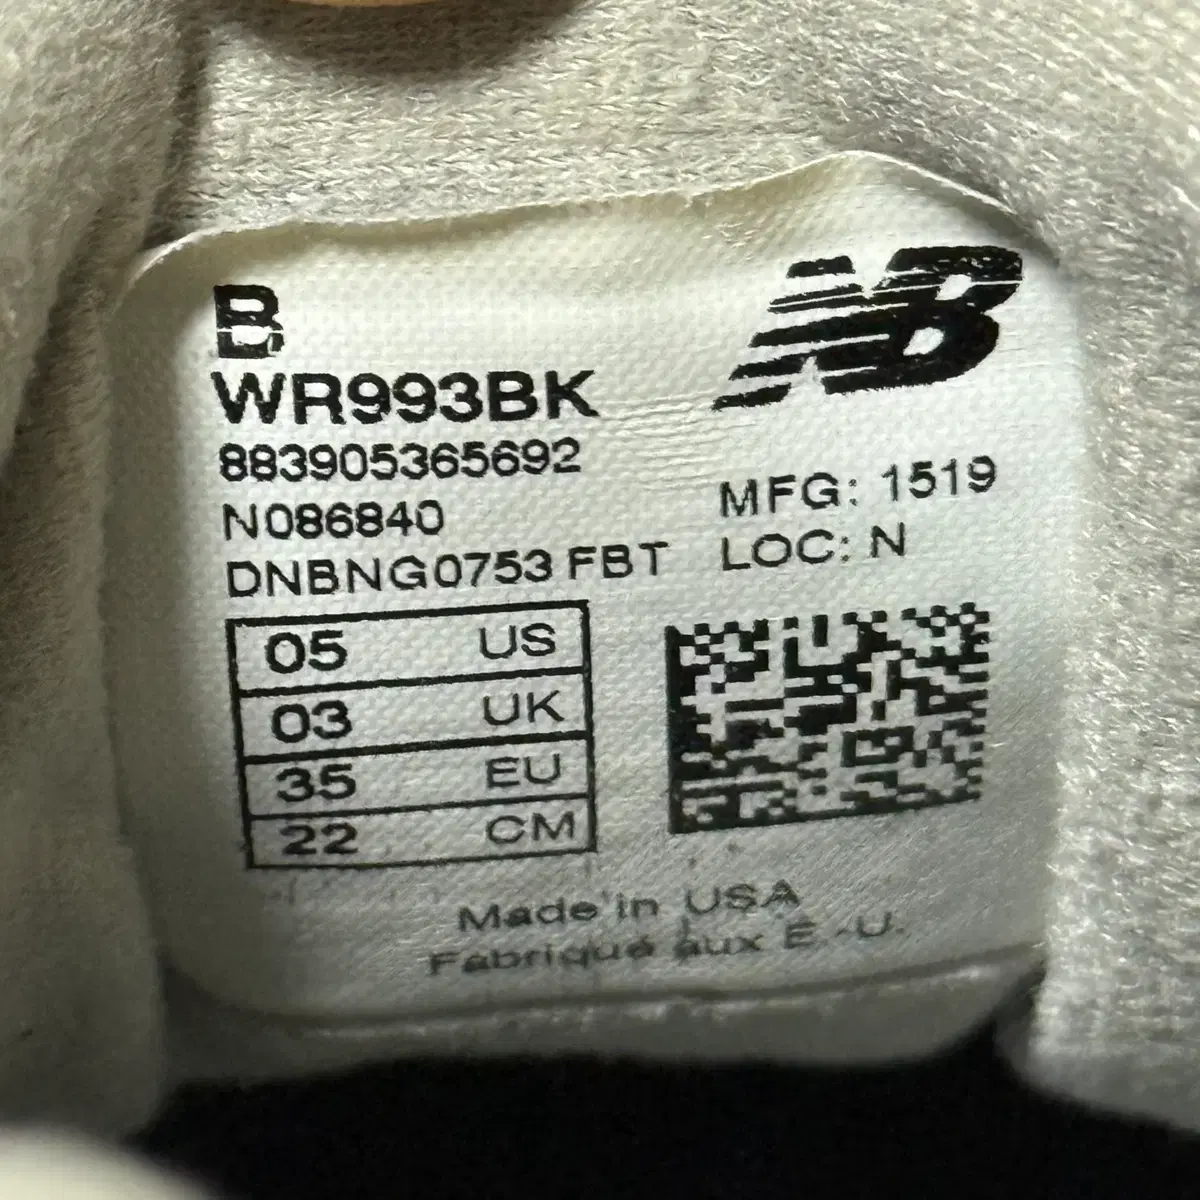 B
WR993BK
883905365692
N086840
DNBNG0753 FBT
NB
MFG: 1519
LOC: N
05 US
03 UK
35 EU
22 CM
Made in USA
Fabriqué aux É.-U.